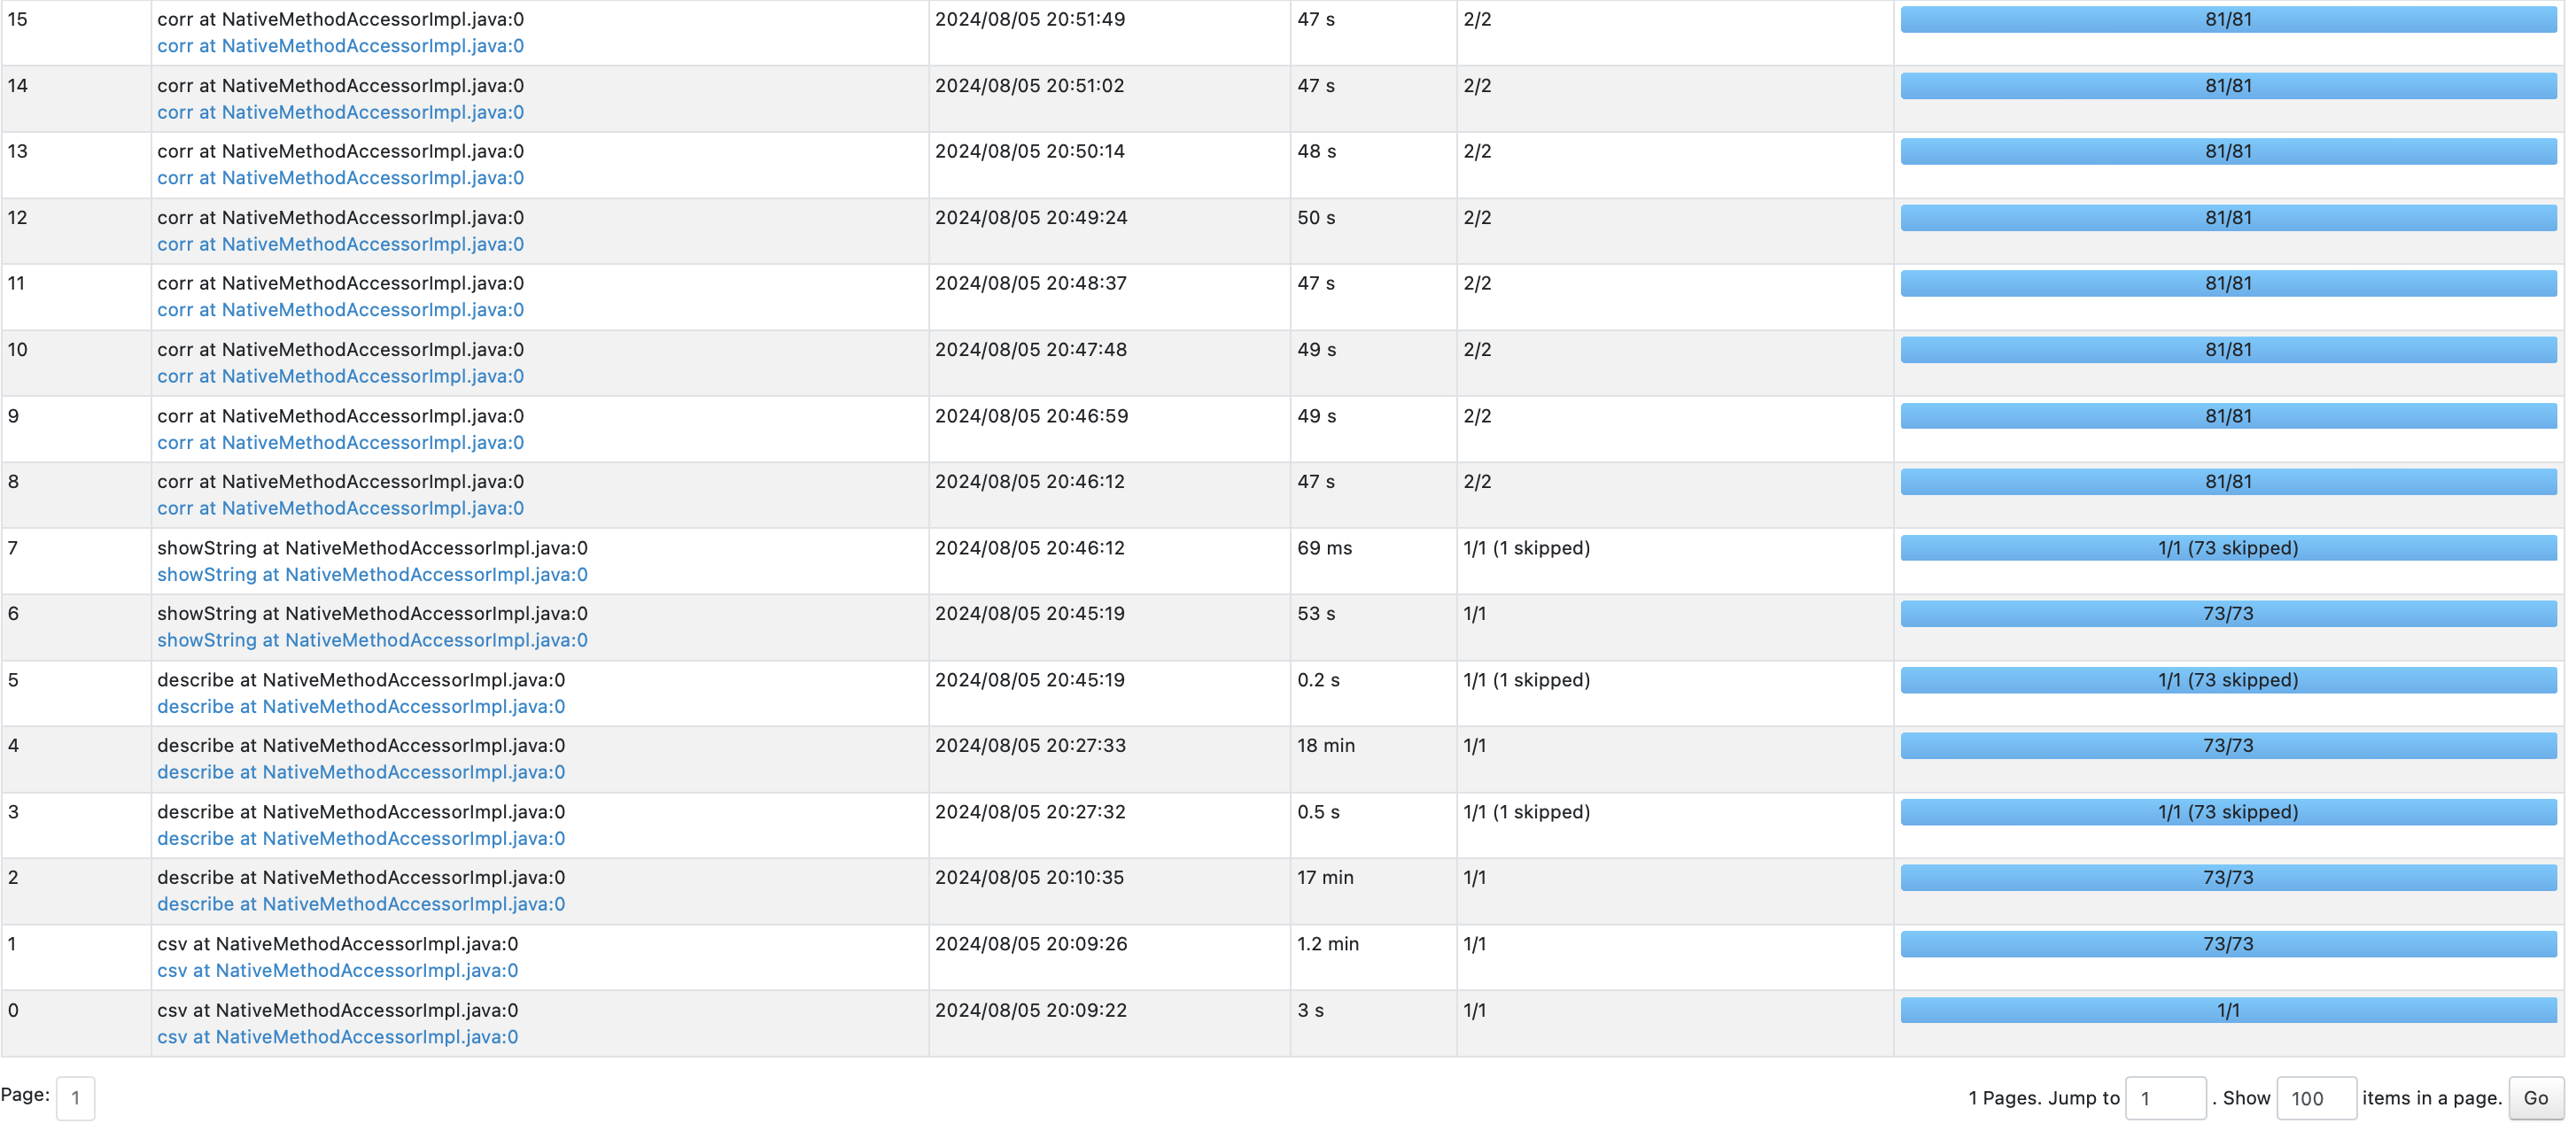 15 corr at NativeMethodAccessorImpl.java:0 2024/08/05 20:51:49 47 s 2/2 81/81
corr at NativeMethodAccessorImpl.java:0
14 corr at NativeMethodAccessorImpl.java:0 2024/08/05 20:51:02 47 s 2/2 81/81
corr at NativeMethodAccessorImpl.java:0
13 corr at NativeMethodAccessorImpl.java:0 2024/08/05 20:50:14 48 s 2/2 81/81
corr at NativeMethodAccessorImpl.java:0
12 corr at NativeMethodAccessorImpl.java:0 2024/08/05 20:49:24 50 s 2/2 81/81
corr at NativeMethodAccessorImpl.java:0
11 corr at NativeMethodAccessorImpl.java:0 2024/08/05 20:48:37 47 s 2/2 81/81
corr at NativeMethodAccessorImpl.java:0
10 corr at NativeMethodAccessorImpl.java:0 2024/08/05 20:47:48 49 s 2/2 81/81
corr at NativeMethodAccessorImpl.java:0
9 corr at NativeMethodAccessorImpl.java:0 2024/08/05 20:46:59 49 s 2/2 81/81
corr at NativeMethodAccessorImpl.java:0
8 corr at NativeMethodAccessorImpl.java:0 2024/08/05 20:46:12 47 s 2/2 81/81
corr at NativeMethodAccessorImpl.java:0
7 showString at NativeMethodAccessorImpl.java:0 2024/08/05 20:46:12 69 ms 1/1 (1 skipped) 1/1 (73 skipped)
showString at NativeMethodAccessorImpl.java:0
6 showString at NativeMethodAccessorImpl.java:0 2024/08/05 20:45:19 53 s 1/1 73/73
showString at NativeMethodAccessorImpl.java:0
5 describe at NativeMethodAccessorImpl.java:0 2024/08/05 20:45:19 0.2 s 1/1 (1 skipped) 1/1 (73 skipped)
describe at NativeMethodAccessorImpl.java:0
4 describe at NativeMethodAccessorImpl.java:0 2024/08/05 20:27:33 18 min 1/1 73/73
describe at NativeMethodAccessorImpl.java:0
3 describe at NativeMethodAccessorImpl.java:0 2024/08/05 20:27:32 0.5 s 1/1 (1 skipped) 1/1 (73 skipped)
describe at NativeMethodAccessorImpl.java:0
2 describe at NativeMethodAccessorImpl.java:0 2024/08/05 20:10:35 17 min 1/1 73/73
describe at NativeMethodAccessorImpl.java:0
1 csv at NativeMethodAccessorImpl.java:0 2024/08/05 20:09:26 1.2 min 1/1 73/73
csv at NativeMethodAccessorImpl.java:0
0 csv at NativeMethodAccessorImpl.java:0 2024/08/05 20:09:22 3 s 1/1 1/1
csv at NativeMethodAccessorImpl.java:0
Page: 1 1 Pages. Jump to 1 . Show 100 items in a page. Go